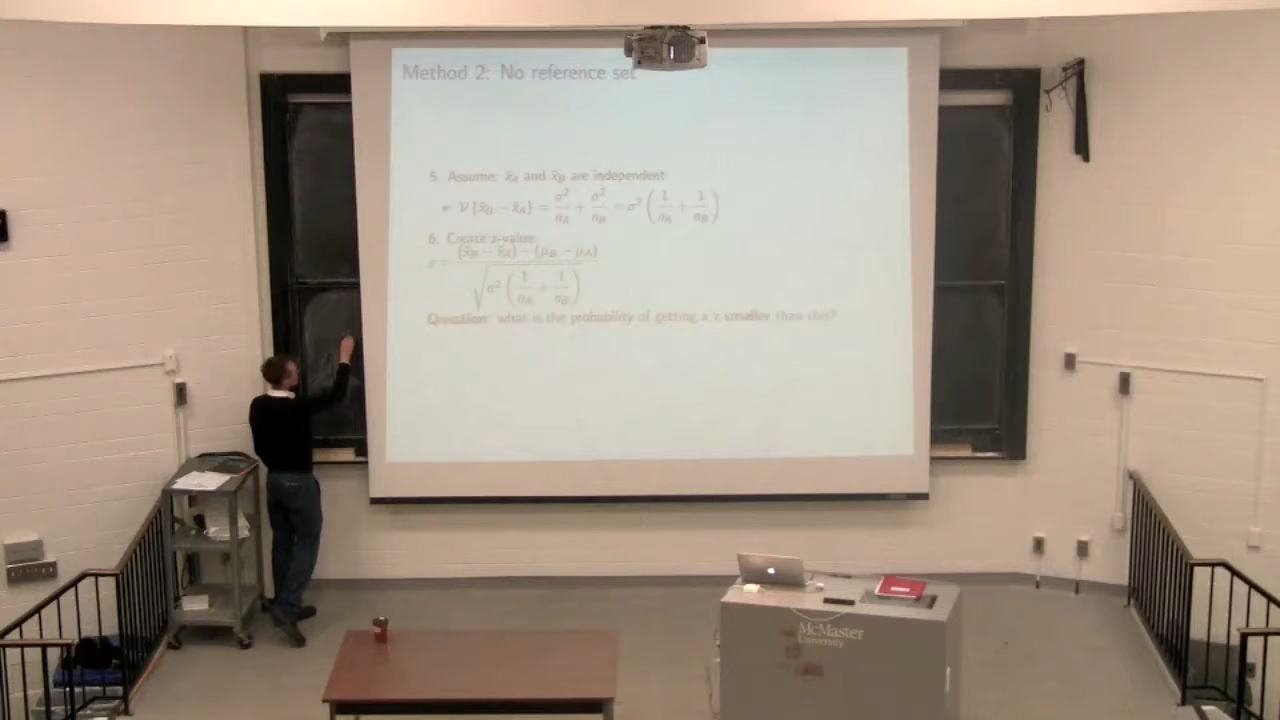 Method 2: No reference set
5. Assume: x̄_A and x̄_B are independent
V{x̄_B − x̄_A} = σ²/n_A + σ²/n_B = σ² (1/n_A + 1/n_B)
6. Create z-value:
z = ((x̄_B − x̄_A) − (μ_B − μ_A)) / √(σ² (1/n_A + 1/n_B))
Question: what is the probability of getting a z smaller than this?
McMaster
University